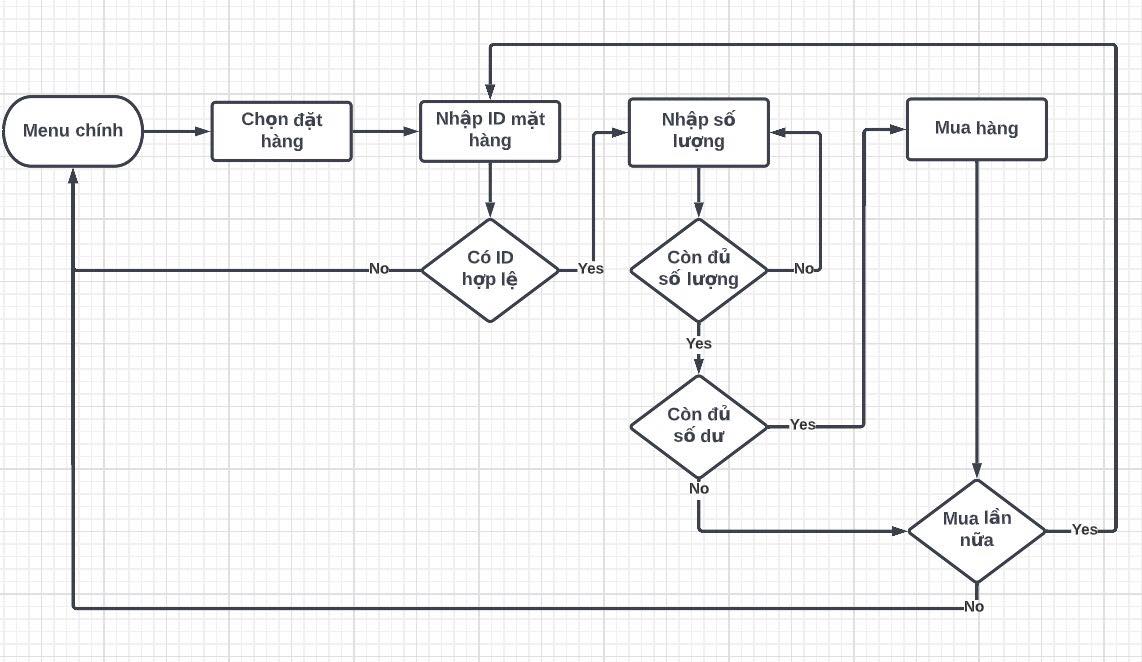 Menu chính
Chọn đặt
hàng
Nhập ID mặt
hàng
Nhập số
lượng
Mua hàng
Có ID
hợp lệ
No
Yes
Còn đủ
số lượng
No
Yes
Còn đủ
số dư
Yes
No
Mua lần
nữa
Yes
No